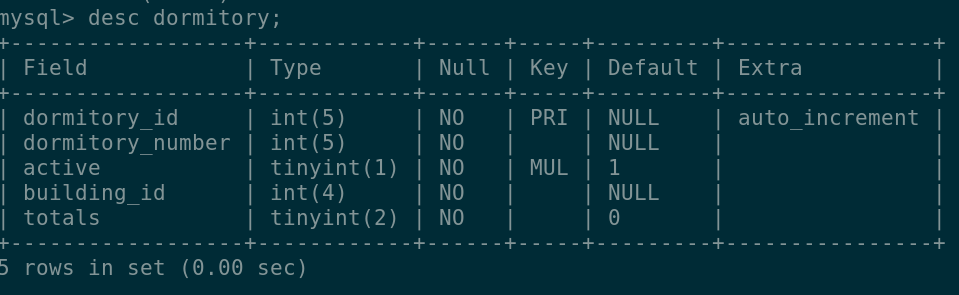 mysql> desc dormitory;
+------------------+------------+------+-----+---------+----------------+
| Field            | Type       | Null | Key | Default | Extra          |
+------------------+------------+------+-----+---------+----------------+
| dormitory_id     | int(5)     | NO   | PRI | NULL    | auto_increment |
| dormitory_number | int(5)     | NO   |     | NULL    |                |
| active           | tinyint(1) | NO   | MUL | 1       |                |
| building_id      | int(4)     | NO   |     | NULL    |                |
| totals           | tinyint(2) | NO   |     | 0       |                |
+------------------+------------+------+-----+---------+----------------+
5 rows in set (0.00 sec)